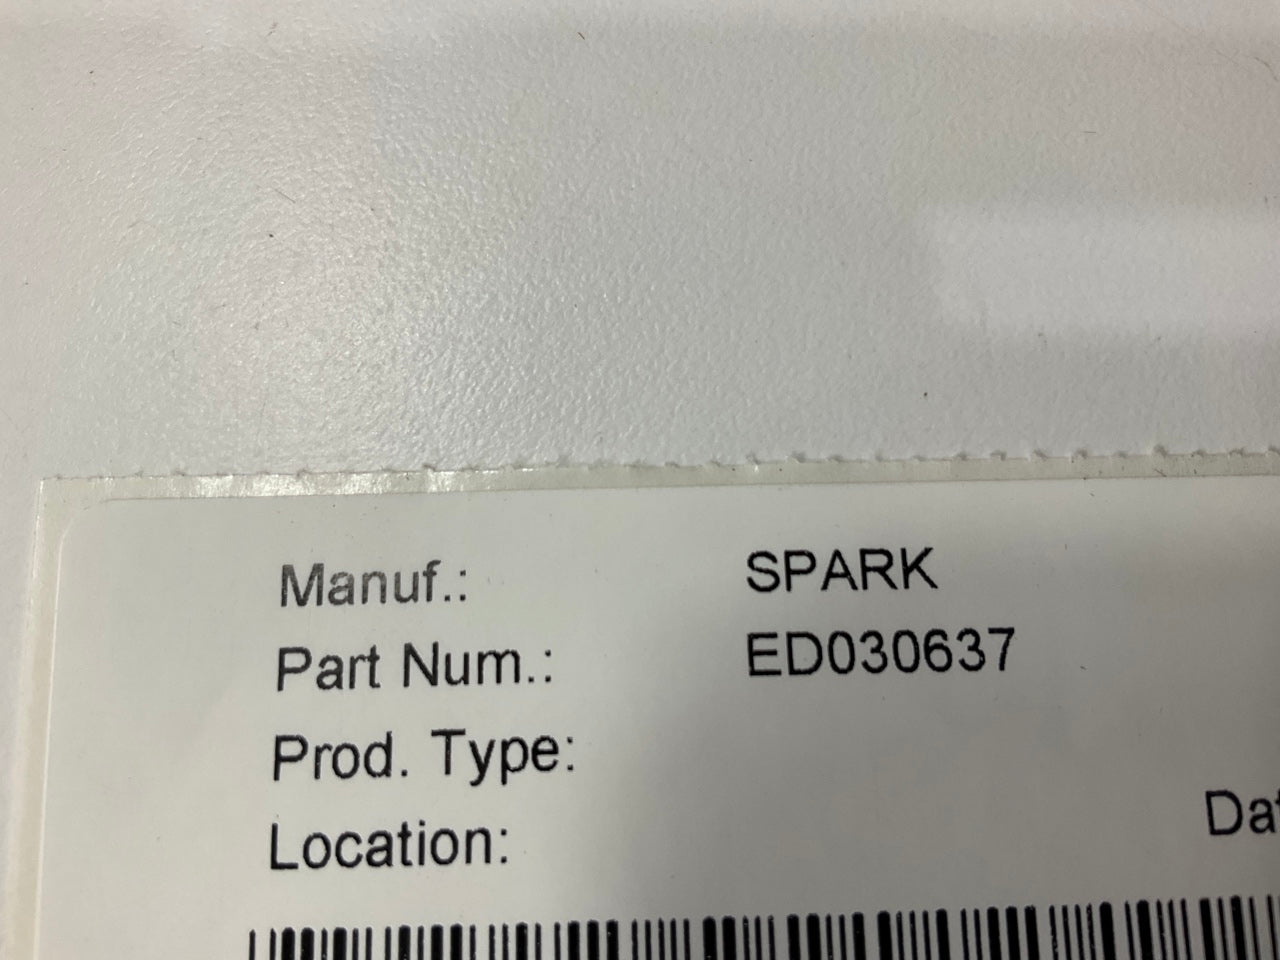 Manuf.: SPARK
Part Num.: ED030637
Prod. Type:
Location: